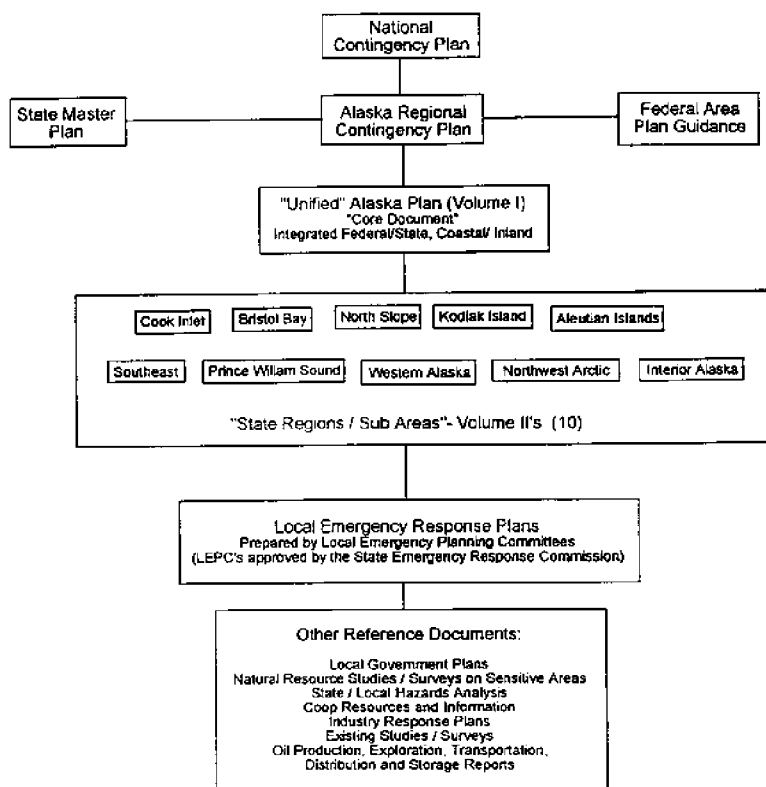 National
Contingency Plan
State Master
Plan
Alaska Regional
Contingency Plan
Federal Area
Plan Guidance
"Unified" Alaska Plan (Volume I)
"Core Document"
Integrated Federal/State, Coastal/ Inland
Cook Inlet
Bristol Bay
North Slope
Kodiak Island
Aleutian Islands
Southeast
Prince William Sound
Western Alaska
Northwest Arctic
Interior Alaska
"State Regions / Sub Areas"- Volume II's (10)
Local Emergency Response Plans
Prepared by Local Emergency Planning Committees
(LEPC's approved by the State Emergency Response Commission)
Other Reference Documents:
Local Government Plans
Natural Resource Studies / Surveys on Sensitive Areas
State / Local Hazards Analysis
Coop Resources and Information
Industry Response Plans
Existing Studies / Surveys
Oil Production, Exploration, Transportation,
Distribution and Storage Reports